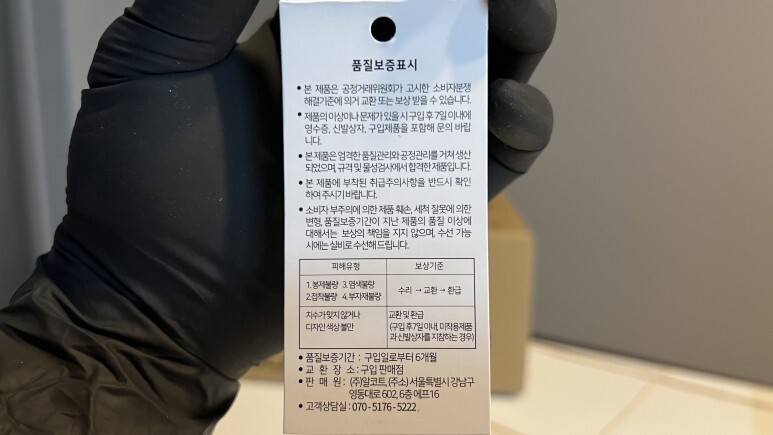 품질보증표시
• 본 제품은 공정거래위원회가 고시한 소비자분쟁
해결기준에 의거 교환 또는 보상 받을 수 있습니다.
• 제품의 이상이나 문제가 있을 시 구입 후 7일 이내에
영수증, 신발상자, 구입제품을 포함해 문의 바랍
니다.
• 본 제품은 엄격한 품질관리와 공정관리를 거쳐 생산
되었으며, 규격 및 물성검사에서 합격한 제품입니다.
• 본 제품에 부착된 취급주의사항을 반드시 확인
하여 주시기 바랍니다.
• 소비자 부주의에 의한 제품 훼손, 세척 잘못에 의한
변형, 품질보증기간이 지난 제품의 품질 이상에
대해서는 보상의 책임을 지지 않으며, 수선 가능
시에는 실비로 수선해 드립니다.
피해유형 보상기준
1.봉제불량 3.염색불량
2.접착불량 4.부자재불량
수리 → 교환 → 환급
치수가 맞지 않거나
디자인 색상 불만
교환 및 환급
(구입 후 7일 이내, 미착용제품
과 신발상자를 지참하는 경우)
• 품질보증기간 : 구입일로부터 6개월
• 교 환 장 소 : 구입 판매점
• 판 매 원 : (주)알코트, (주소) 서울특별시 강남구
영동대로 602, 6층 에프16
• 고객상담실 : 070-5176-5222